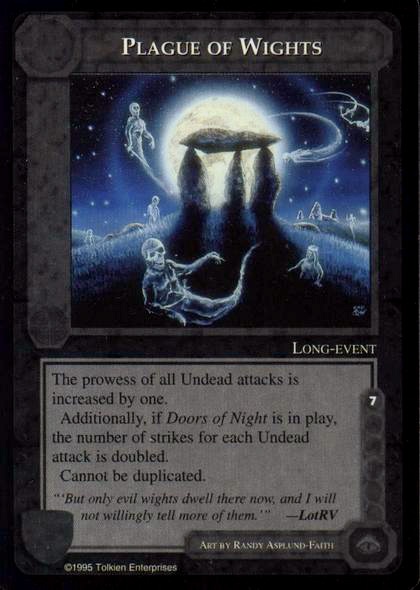 PLAGUE OF WIGHTS
LONG-EVENT
The prowess of all Undead attacks is
increased by one.
Additionally, if Doors of Night is in play,
the number of strikes for each Undead
attack is doubled.
Cannot be duplicated.
"'But only evil wights dwell there now, and I will
not willingly tell more of them.'" —LotRV
7
ART BY RANDY ASPLUND-FAITH
©1995 Tolkien Enterprises